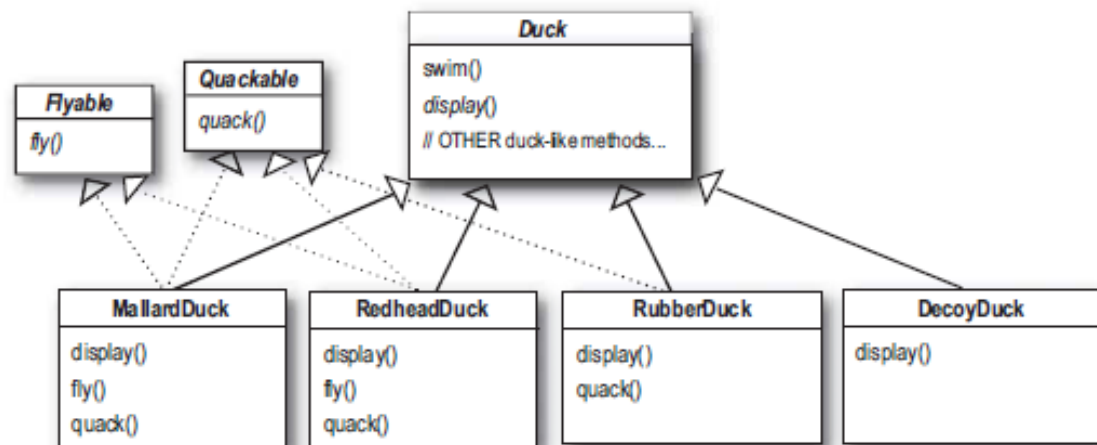 Duck
swim()
display()
// OTHER duck-like methods...
Quackable
quack()
Flyable
fly()
MallardDuck
display()
fly()
quack()
RedheadDuck
display()
fly()
quack()
RubberDuck
display()
quack()
DecoyDuck
display()